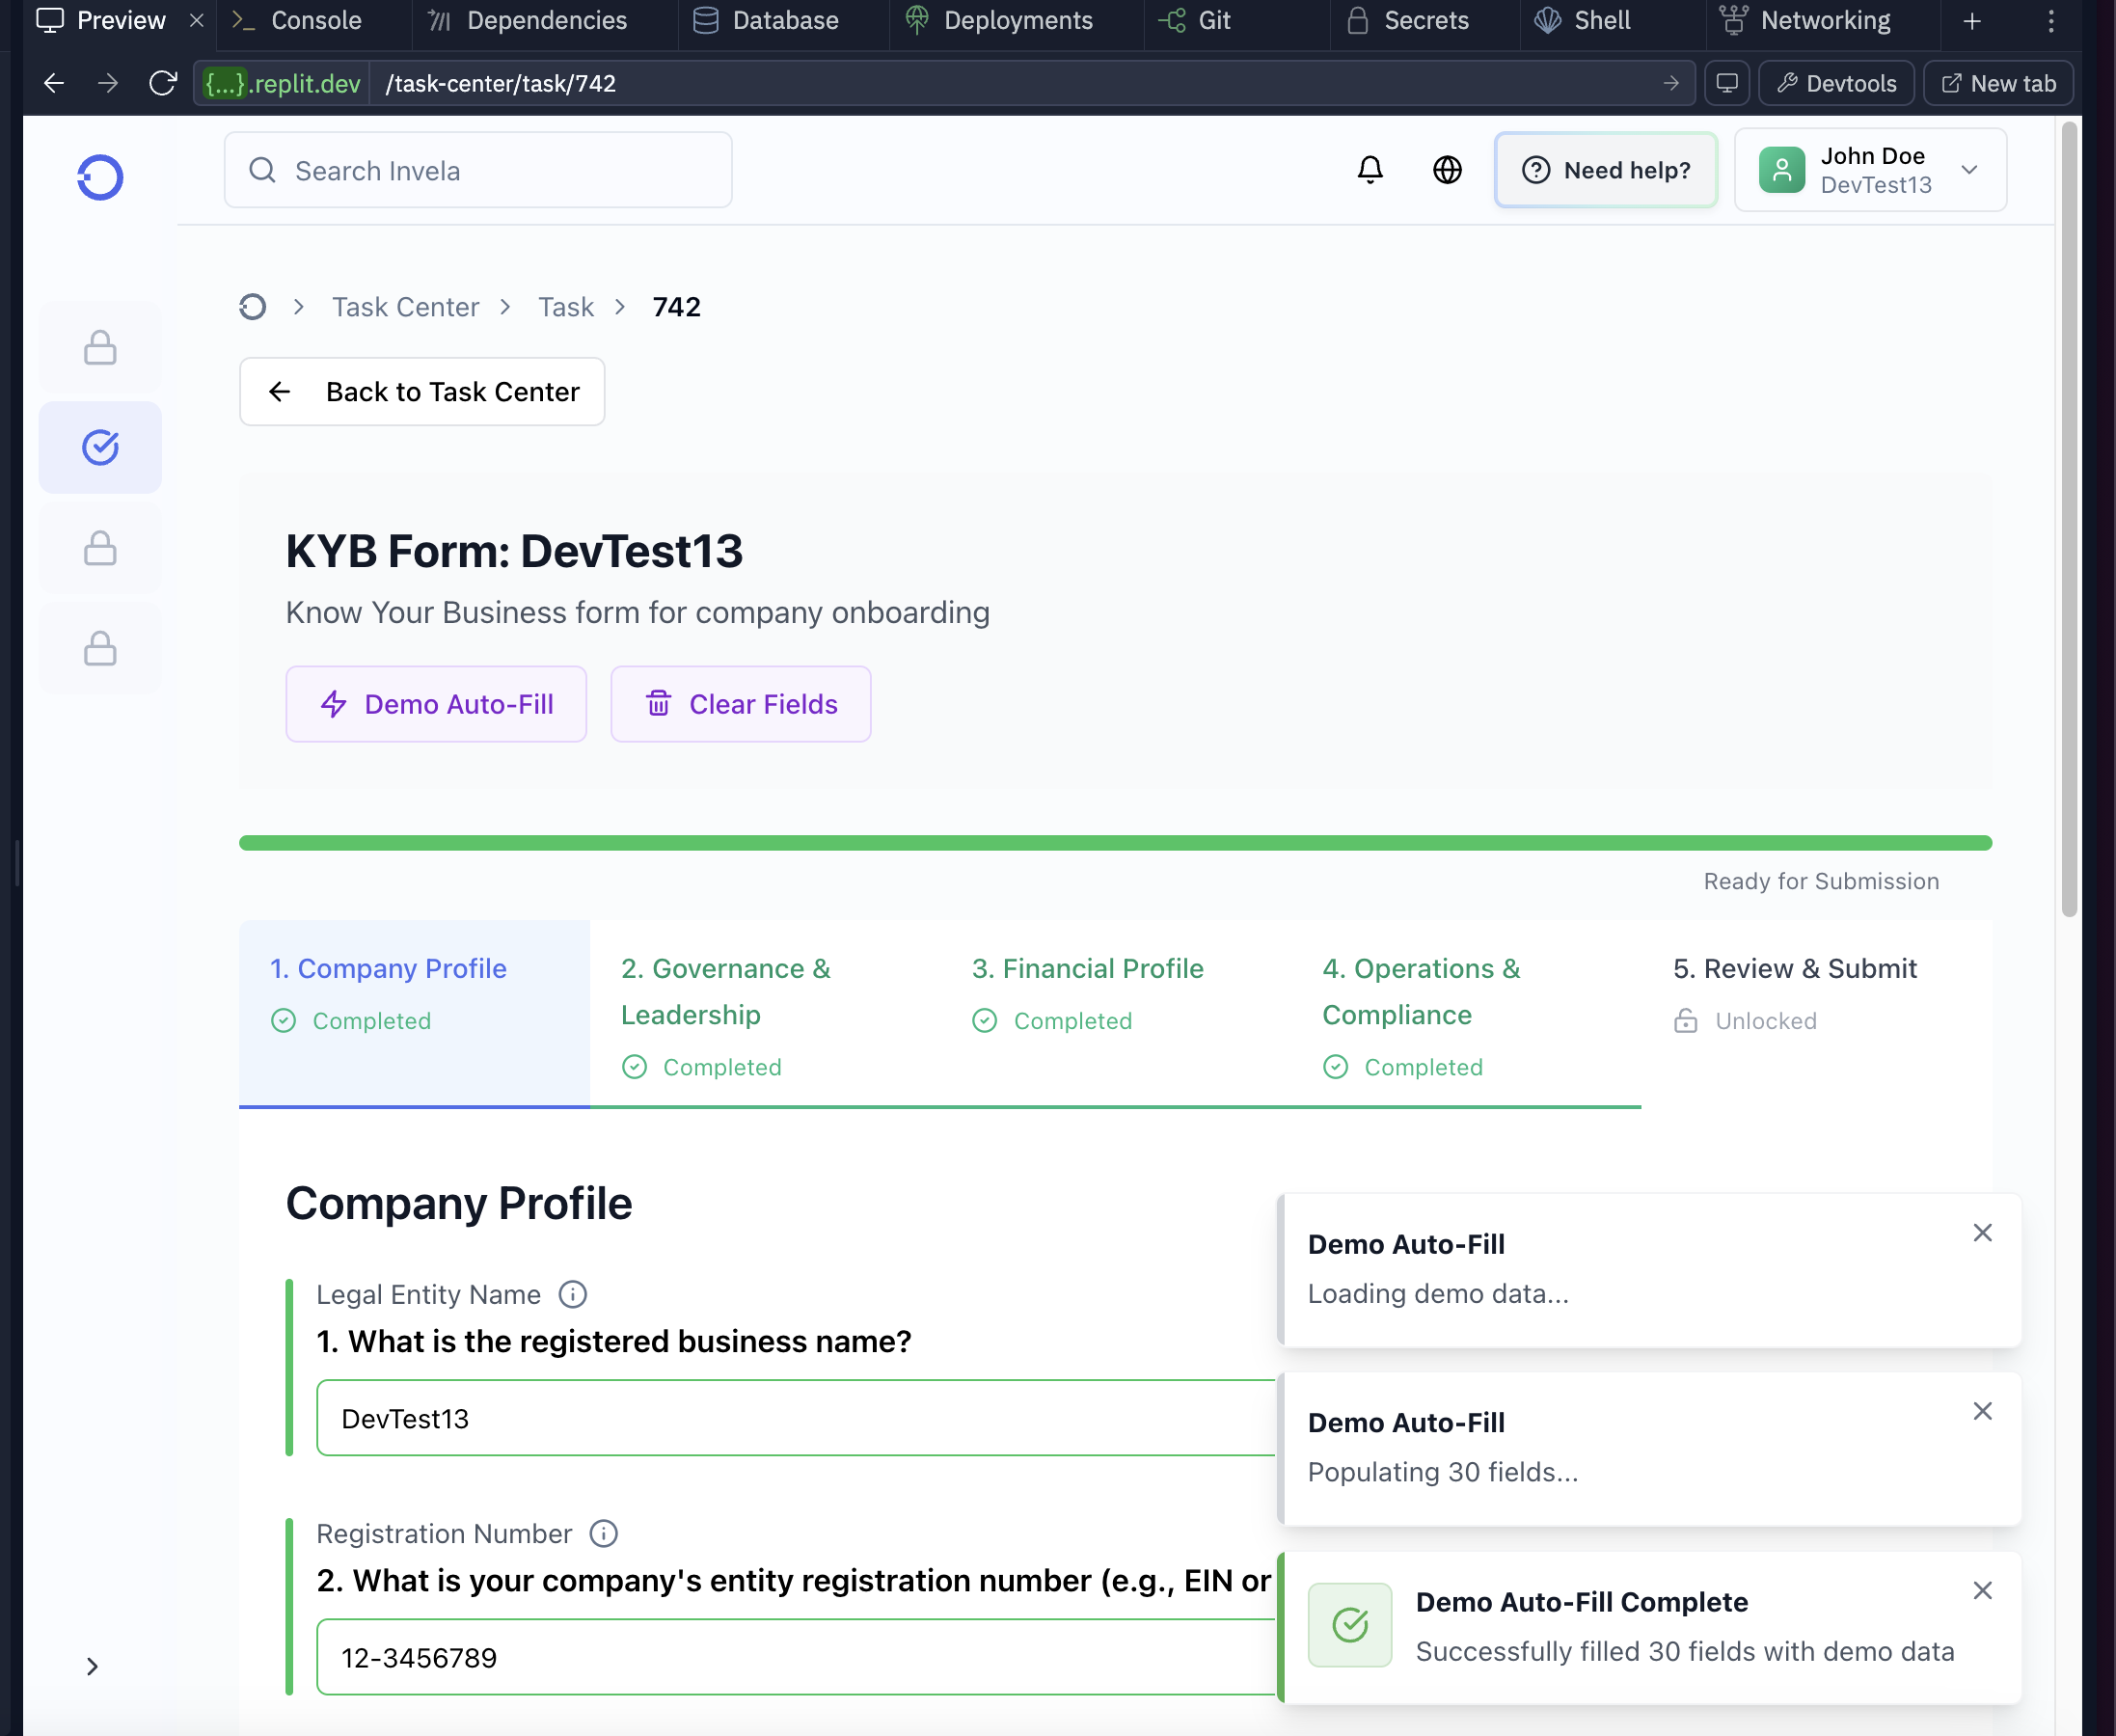 Preview
Console
Dependencies
Database
Deployments
Git
Secrets
Shell
Networking
{...}.replit.dev
/task-center/task/742
Devtools
New tab
Search Invela
Need help?
John Doe
DevTest13
Task Center
Task
742
Back to Task Center
KYB Form: DevTest13
Know Your Business form for company onboarding
Demo Auto-Fill
Clear Fields
Ready for Submission
1. Company Profile
Completed
2. Governance &
Leadership
Completed
3. Financial Profile
Completed
4. Operations &
Compliance
Completed
5. Review & Submit
Unlocked
Company Profile
Legal Entity Name
1. What is the registered business name?
DevTest13
Registration Number
2. What is your company's entity registration number (e.g., EIN or
12-3456789
Demo Auto-Fill
Loading demo data...
Demo Auto-Fill
Populating 30 fields...
Demo Auto-Fill Complete
Successfully filled 30 fields with demo data